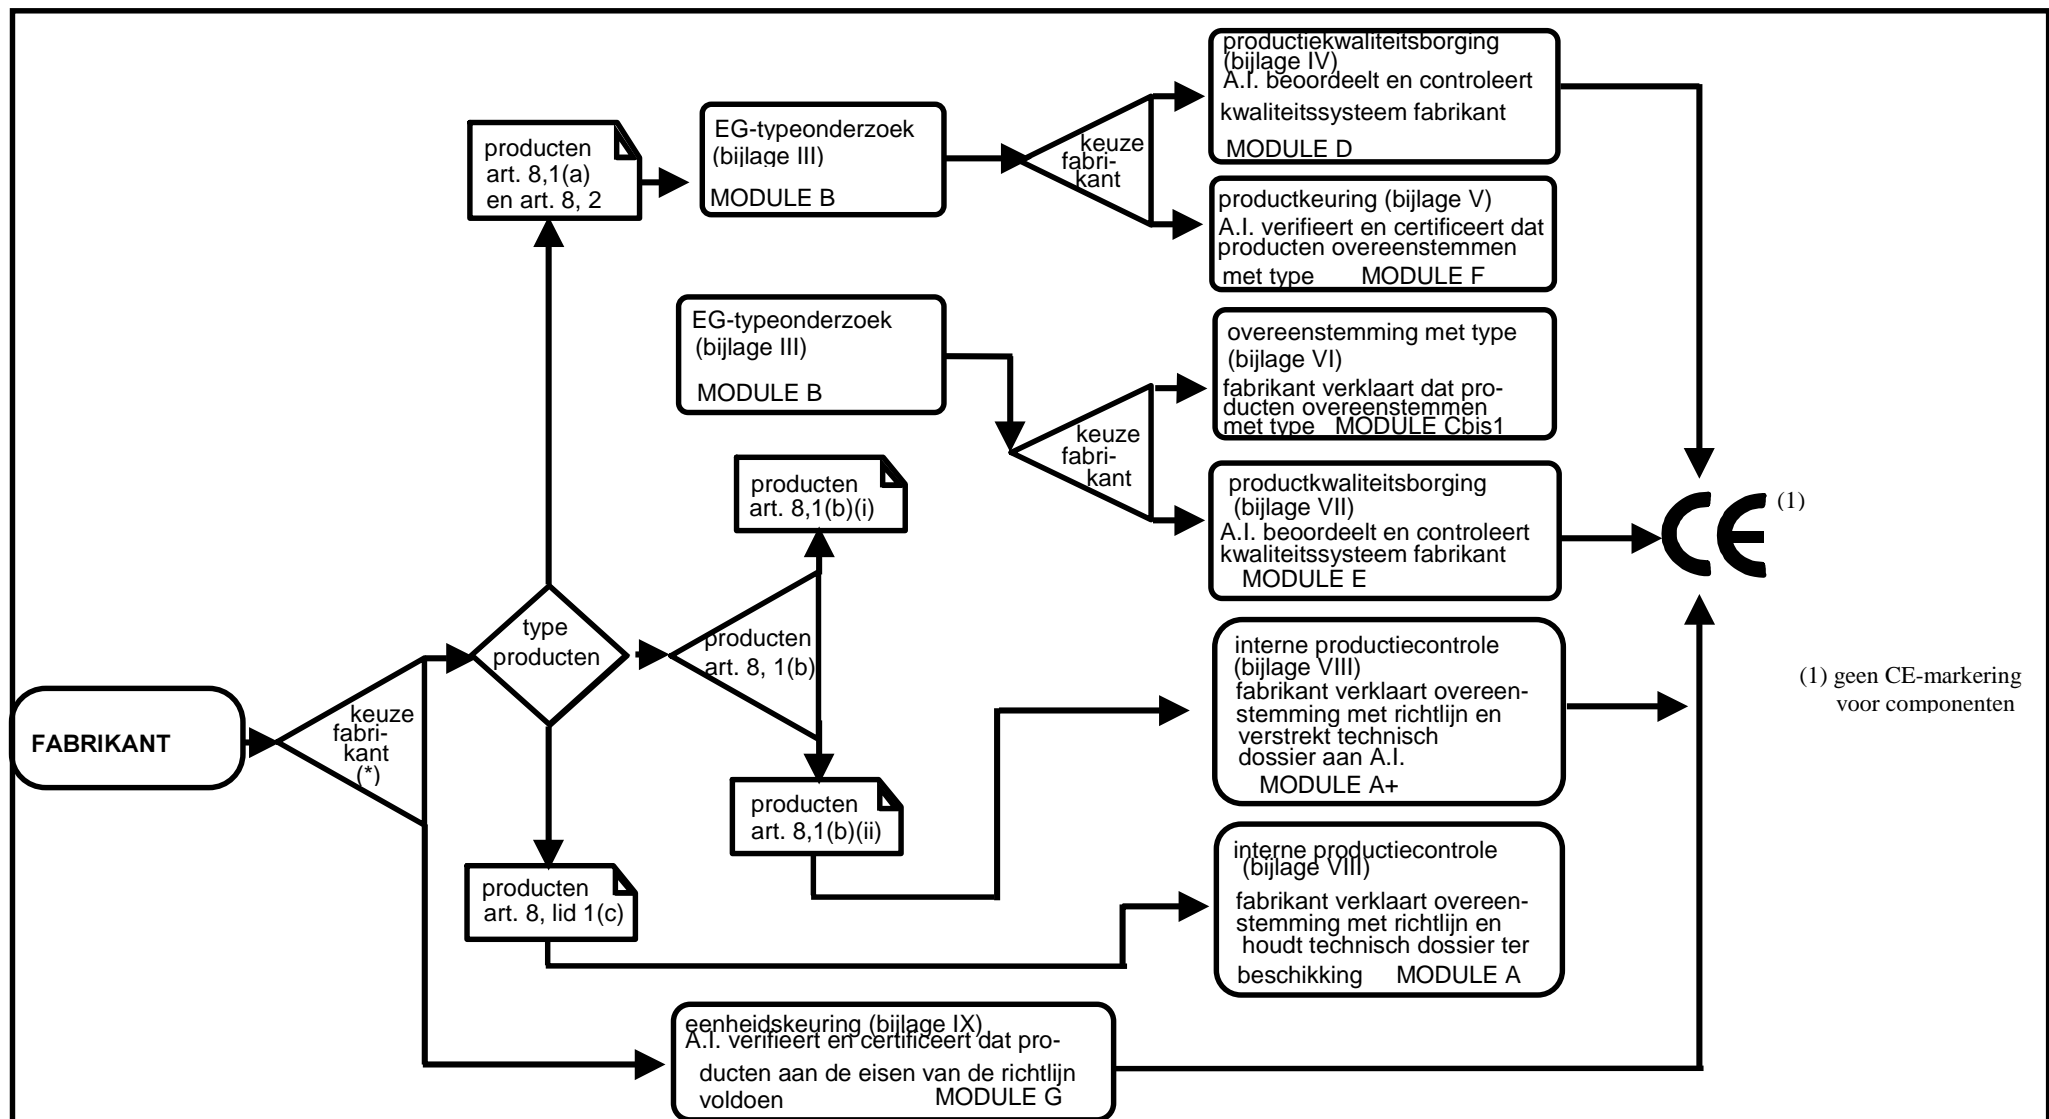 productiekwaliteitsborging
(bijlage IV)
A.I. beoordeelt en controleert
kwaliteitssysteem fabrikant
MODULE D
EG-typeonderzoek
(bijlage III)
MODULE B
keuze
fabri-
kant
producten
art. 8,1(a)
en art. 8, 2
productkeuring (bijlage V)
A.I. verifieert en certificeert dat
producten overeenstemmen
met type MODULE F
EG-typeonderzoek
(bijlage III)
MODULE B
overeenstemming met type
(bijlage VI)
fabrikant verklaart dat pro-
ducten overeenstemmen
met type MODULE Cbis1
keuze
fabri-
kant
producten
art. 8,1(b)(i)
productkwaliteitsborging
(bijlage VII)
A.I. beoordeelt en controleert
kwaliteitssysteem fabrikant
MODULE E
CE (1)
type
producten
producten
art. 8, 1(b)
interne productiecontrole
(bijlage VIII)
fabrikant verklaart overeen-
stemming met richtlijn en
verstrekt technisch
dossier aan A.I.
MODULE A+
(1) geen CE-markering
voor componenten
FABRIKANT
keuze
fabri-
kant
(*)
producten
art. 8,1(b)(ii)
producten
art. 8, lid 1(c)
interne productiecontrole
(bijlage VIII)
fabrikant verklaart overeen-
stemming met richtlijn en
houdt technisch dossier ter
beschikking MODULE A
eenheidskeuring (bijlage IX)
A.I. verifieert en certificeert dat pro-
ducten aan de eisen van de richtlijn
voldoen MODULE G